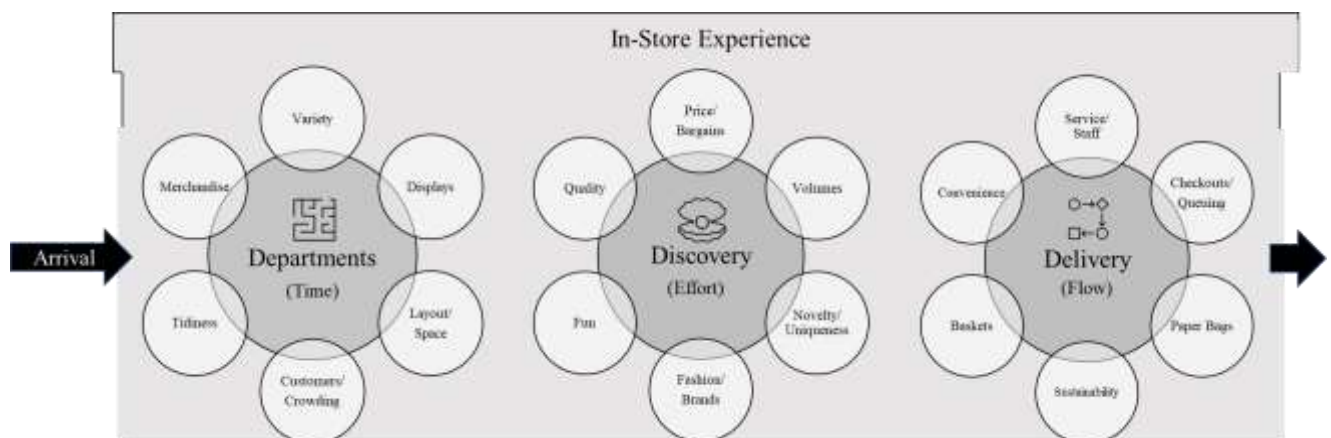 In-Store Experience
Arrival
Variety
Merchandise
Displays
Departments
(Time)
Tidiness
Layout/
Space
Customers/
Crowding
Price/
Bargains
Quality
Volumes
Discovery
(Effort)
Fun
Novelty/
Uniqueness
Fashion/
Brands
Service/
Staff
Convenience
Checkouts/
Queuing
Delivery
(Flow)
Baskets
Paper Bags
Sustainability